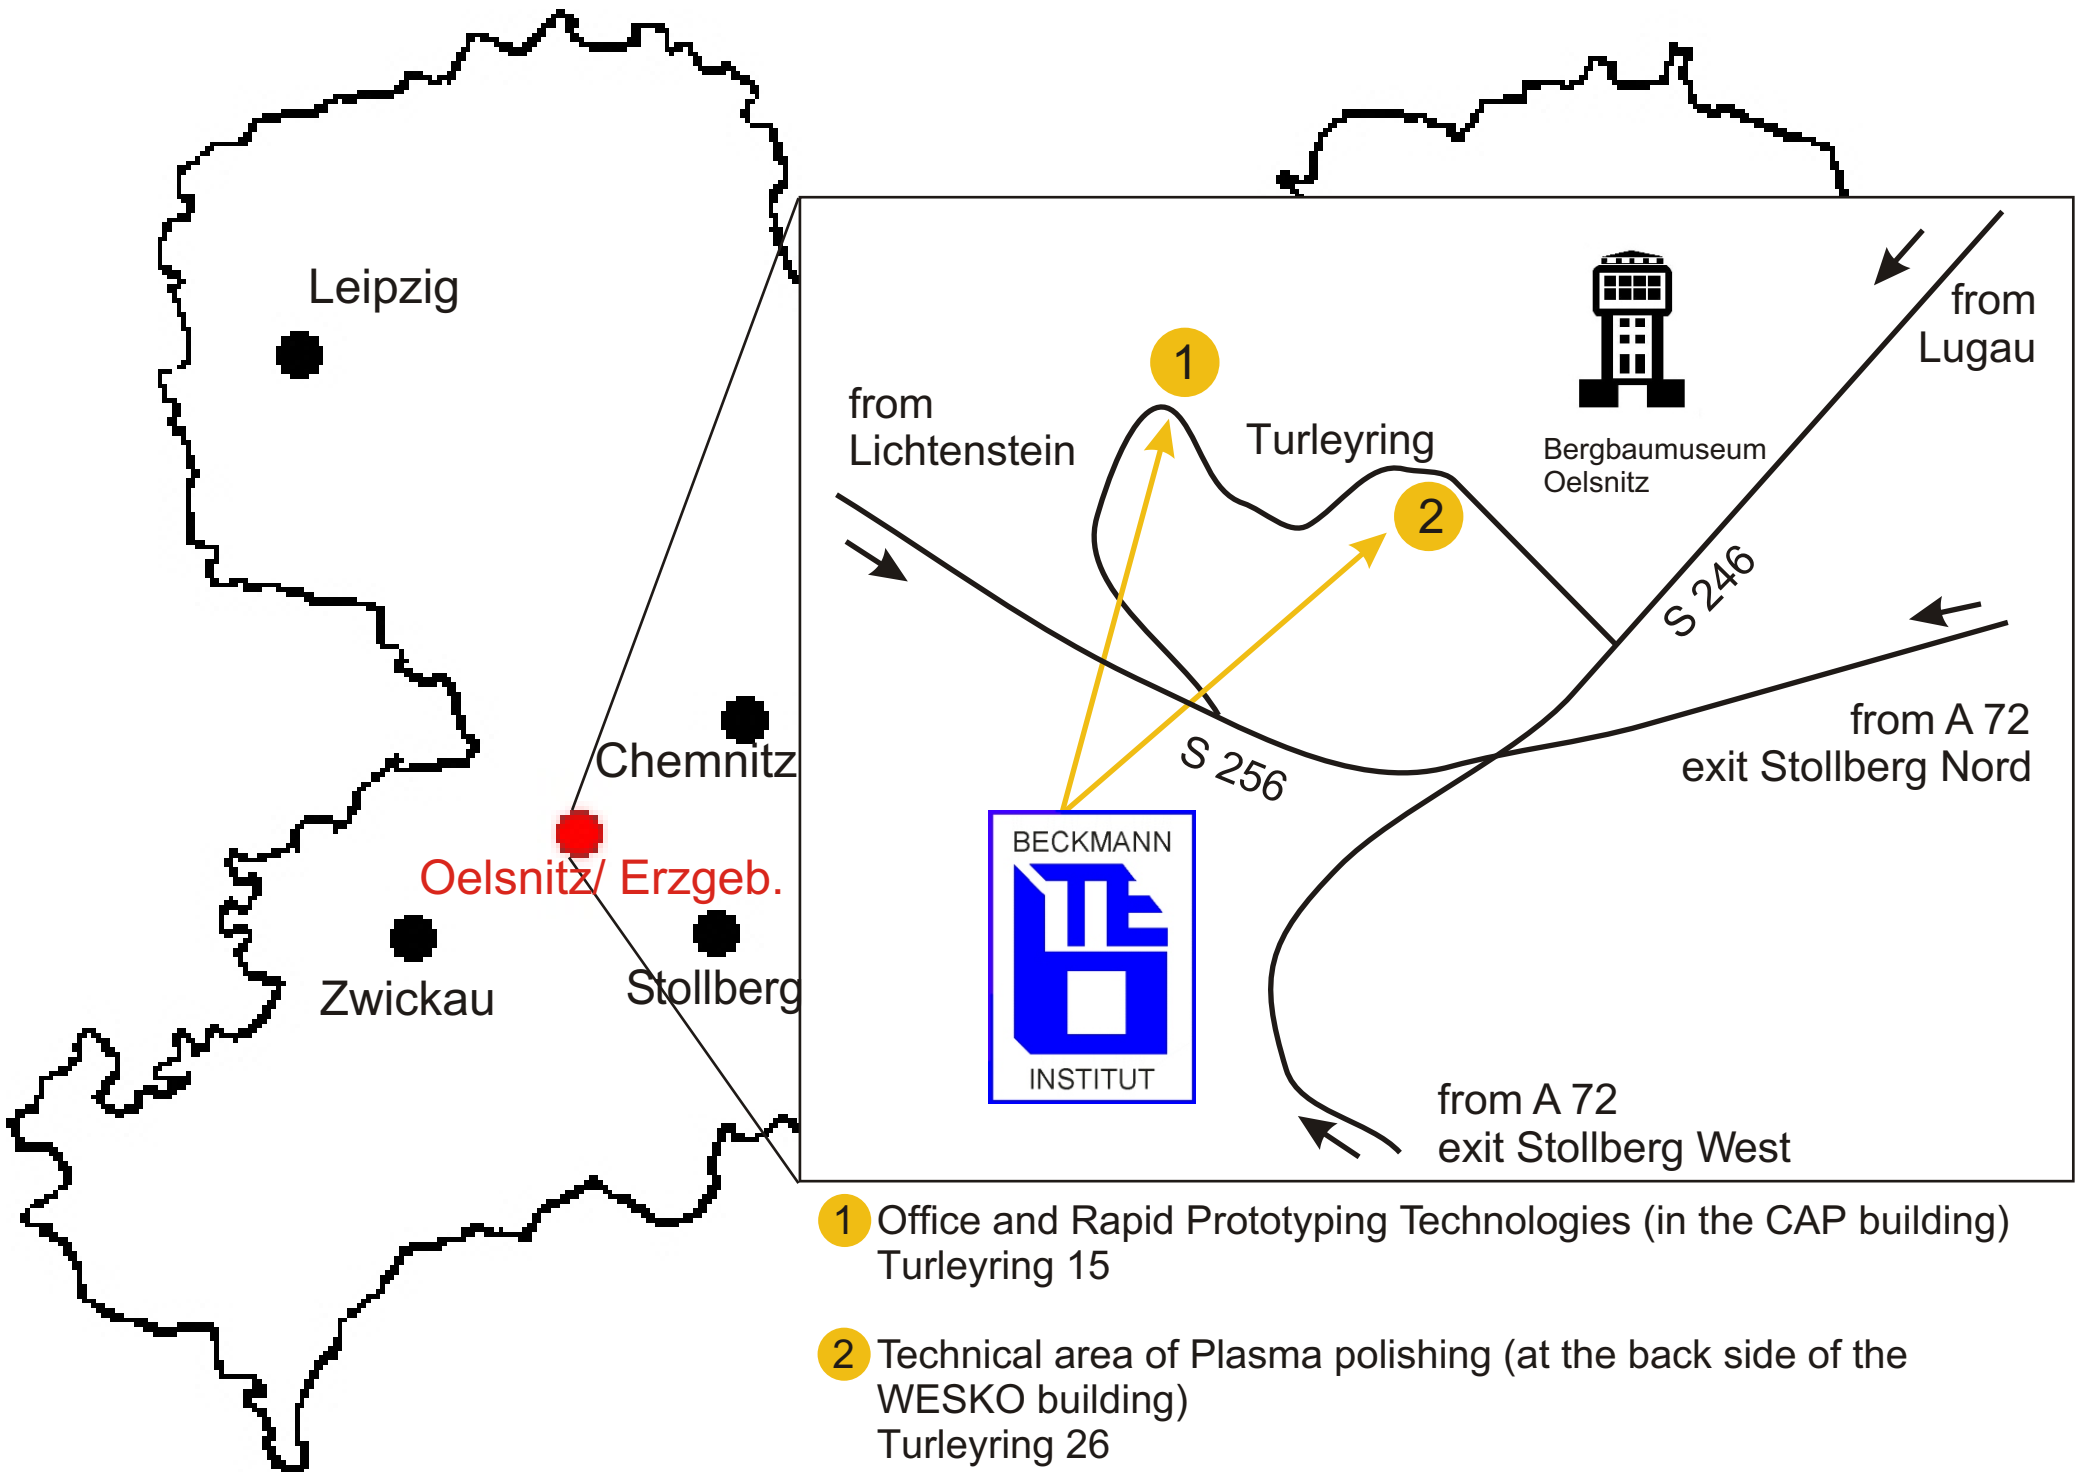 Leipzig
Chemnitz
Oelsnitz/ Erzgeb.
Zwickau
Stollberg
from
Lugau
1
from
Lichtenstein
Turleyring
2
Bergbaumuseum
Oelsnitz
S 246
from A 72
exit Stollberg Nord
S 256
BECKMANN
TE
INSTITUT
from A 72
exit Stollberg West
1 Office and Rapid Prototyping Technologies (in the CAP building)
Turleyring 15
2 Technical area of Plasma polishing (at the back side of the
WESKO building)
Turleyring 26